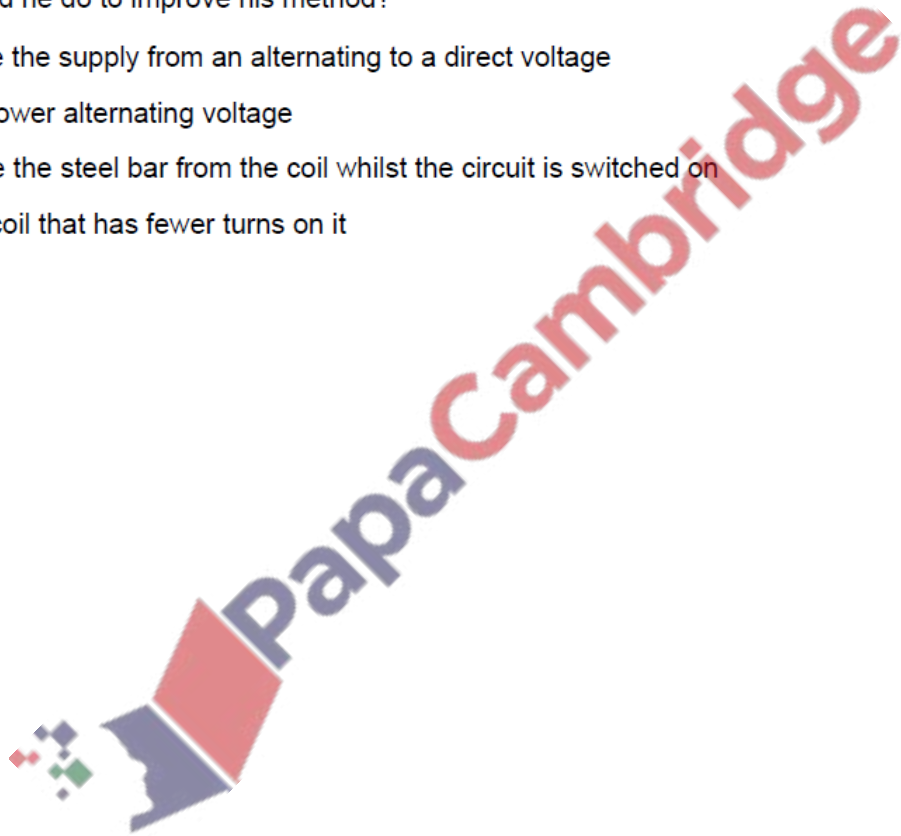 he do to improve his method?
the supply from an alternating to a direct voltage
ower alternating voltage
the steel bar from the coil whilst the circuit is switched on
coil that has fewer turns on it
PapaCambridge